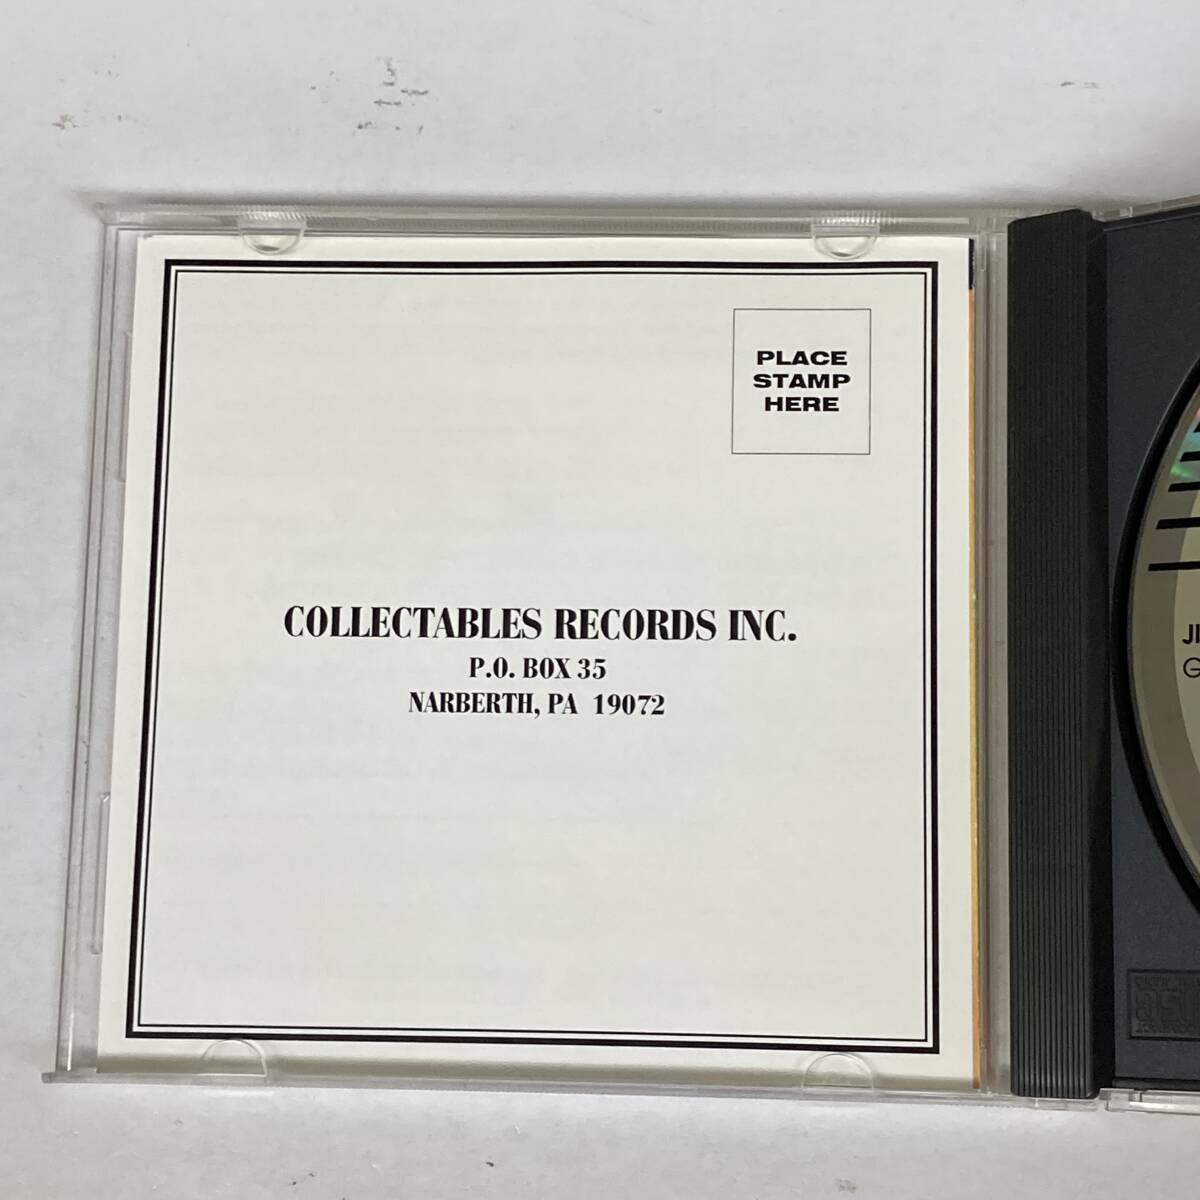 PLACE
STAMP
HERE
COLLECTABLES RECORDS INC.
P.O. BOX 35
NARBERTH, PA 19072